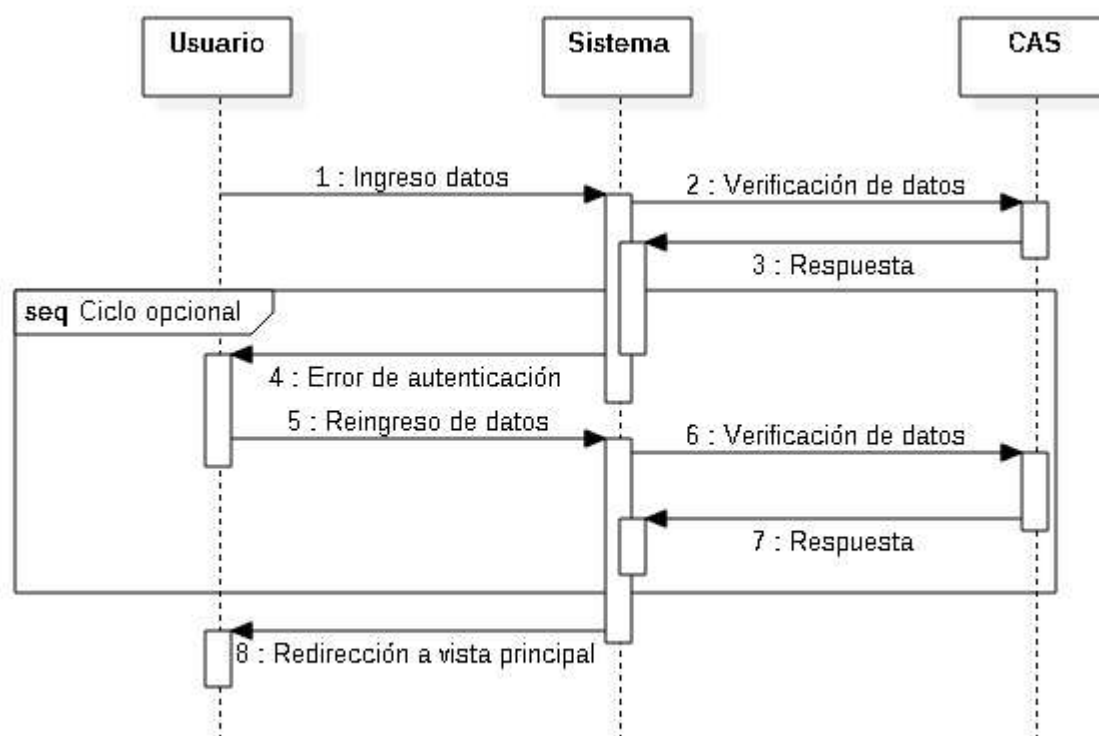 Usuario
Sistema
CAS
1 : Ingreso datos
2 : Verificación de datos
3 : Respuesta
seq Ciclo opcional
4 : Error de autenticación
5 : Reingreso de datos
6 : Verificación de datos
7 : Respuesta
8 : Redirección a vista principal